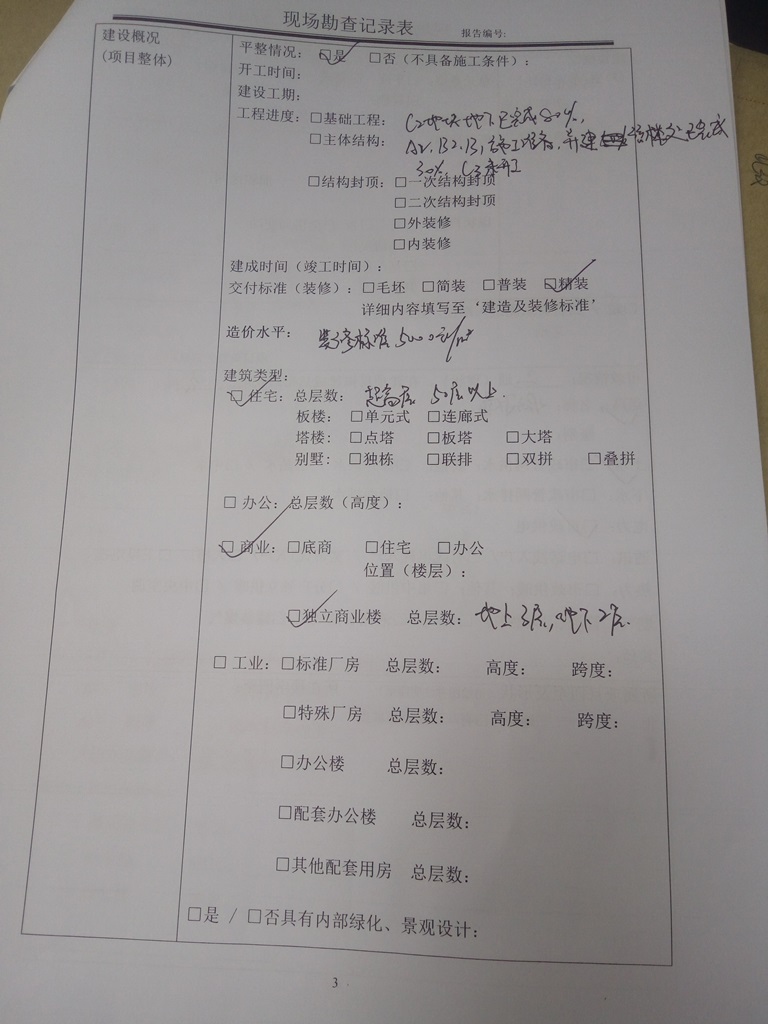 现场勘查记录表
报告编号:
建设概况
(项目整体)
平整情况: ☑是 □否(不具备施工条件):
开工时间:
建设工期:
工程进度: □基础工程: C2地块地下已完成80%,
□主体结构: A2, B2, B1, 施工准备, 已完成
30%, C3未开工
□结构封顶: □一次结构封顶
□二次结构封顶
□外装修
□内装修
建成时间(竣工时间):
交付标准(装修): □毛坯 □简装 □普装 ☑精装
详细内容填写至‘建造及装修标准’
造价水平: 装修标准5000元/m²
建筑类型:
☑住宅: 总层数: 超高层 50层以上.
板楼: □单元式 □连廊式
塔楼: □点塔 □板塔 □大塔
别墅: □独栋 □联排 □双拼 □叠拼
□办公: 总层数(高度):
☑商业: □底商 □住宅 □办公
位置(楼层):
☑独立商业楼 总层数: 地上3层, 地下2层.
□工业: □标准厂房 总层数: 高度: 跨度:
□特殊厂房 总层数: 高度: 跨度:
□办公楼 总层数:
□配套办公楼 总层数:
□其他配套用房 总层数:
□是 / □否具有内部绿化、景观设计:
3